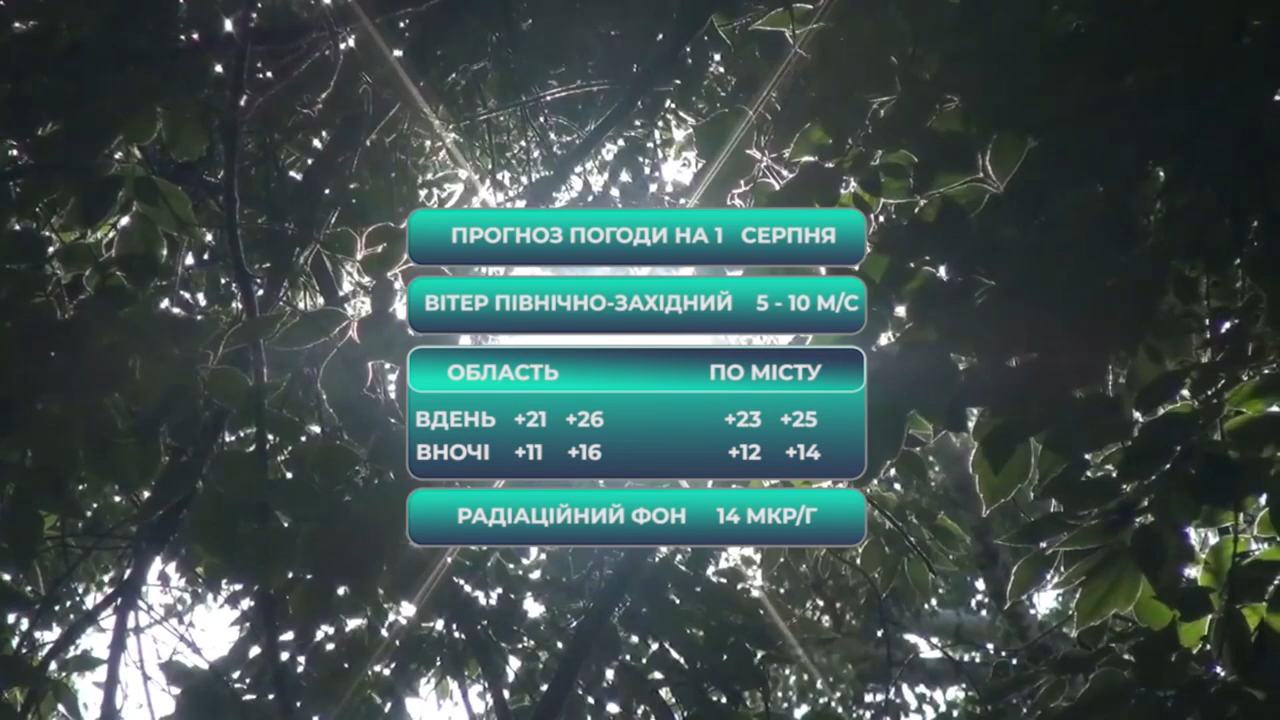 ПРОГНОЗ ПОГОДИ НА 1 СЕРПНЯ
ВІТЕР ПІВНІЧНО-ЗАХІДНИЙ 5 - 10 М/С
ОБЛАСТЬ ПО МІСТУ
ВДЕНЬ +21 +26 +23 +25
ВНОЧІ +11 +16 +12 +14
РАДІАЦІЙНИЙ ФОН 14 МКР/Г